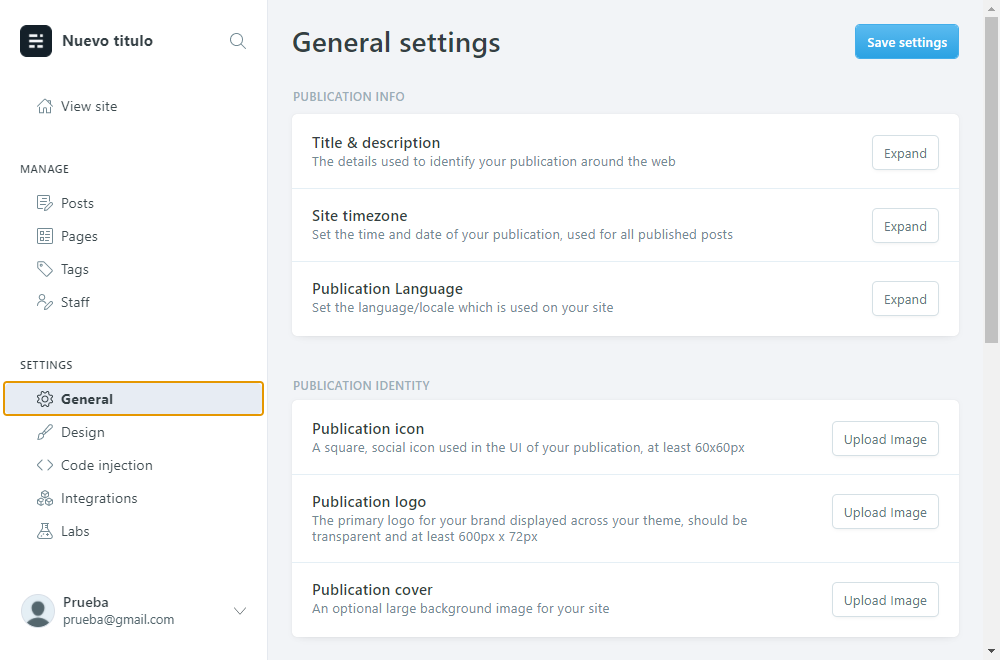 Nuevo titulo
View site
MANAGE
Posts
Pages
Tags
Staff
SETTINGS
General
Design
Code injection
Integrations
Labs
Prueba
prueba@gmail.com
General settings
Save settings
PUBLICATION INFO
Title & description
The details used to identify your publication around the web
Expand
Site timezone
Set the time and date of your publication, used for all published posts
Expand
Publication Language
Set the language/locale which is used on your site
Expand
PUBLICATION IDENTITY
Publication icon
A square, social icon used in the UI of your publication, at least 60x60px
Upload Image
Publication logo
The primary logo for your brand displayed across your theme, should be
transparent and at least 600px x 72px
Upload Image
Publication cover
An optional large background image for your site
Upload Image